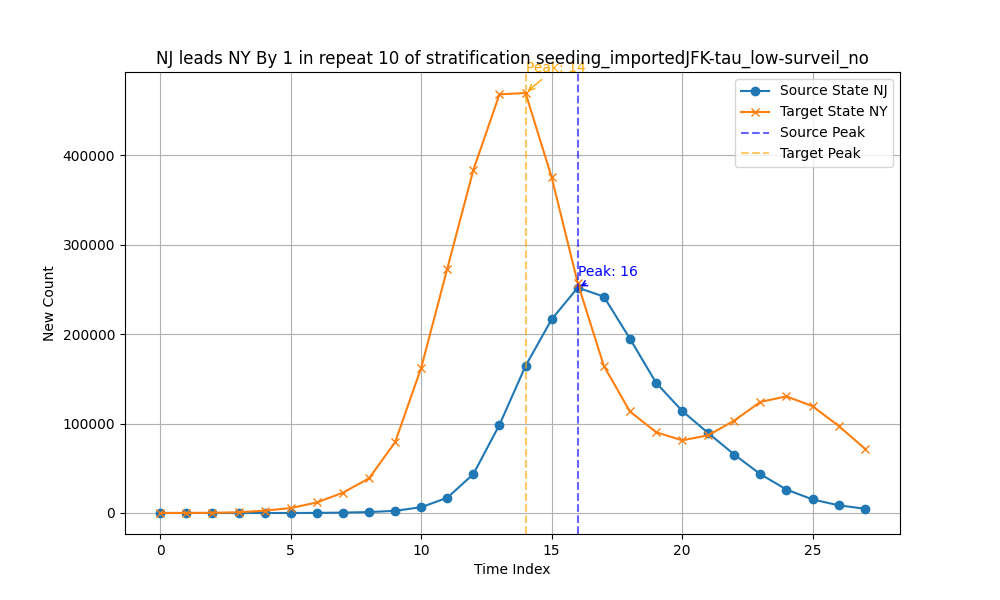 NJ leads NY By 1 in repeat 10 of stratification seeding_importedJFK-tau_low-surveil_no
Peak: 14
Source State NJ
Target State NY
Source Peak
Target Peak
Peak: 16
New Count
400000
300000
200000
100000
0
0 5 10 15 20 25
Time Index